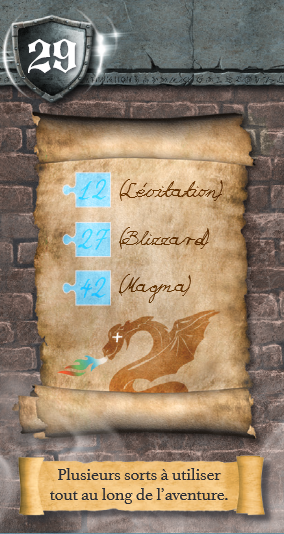 29
12 (Lévitation)
27 (Blizzard)
42 (Magma)
Plusieurs sorts à utiliser
tout au long de l'aventure.